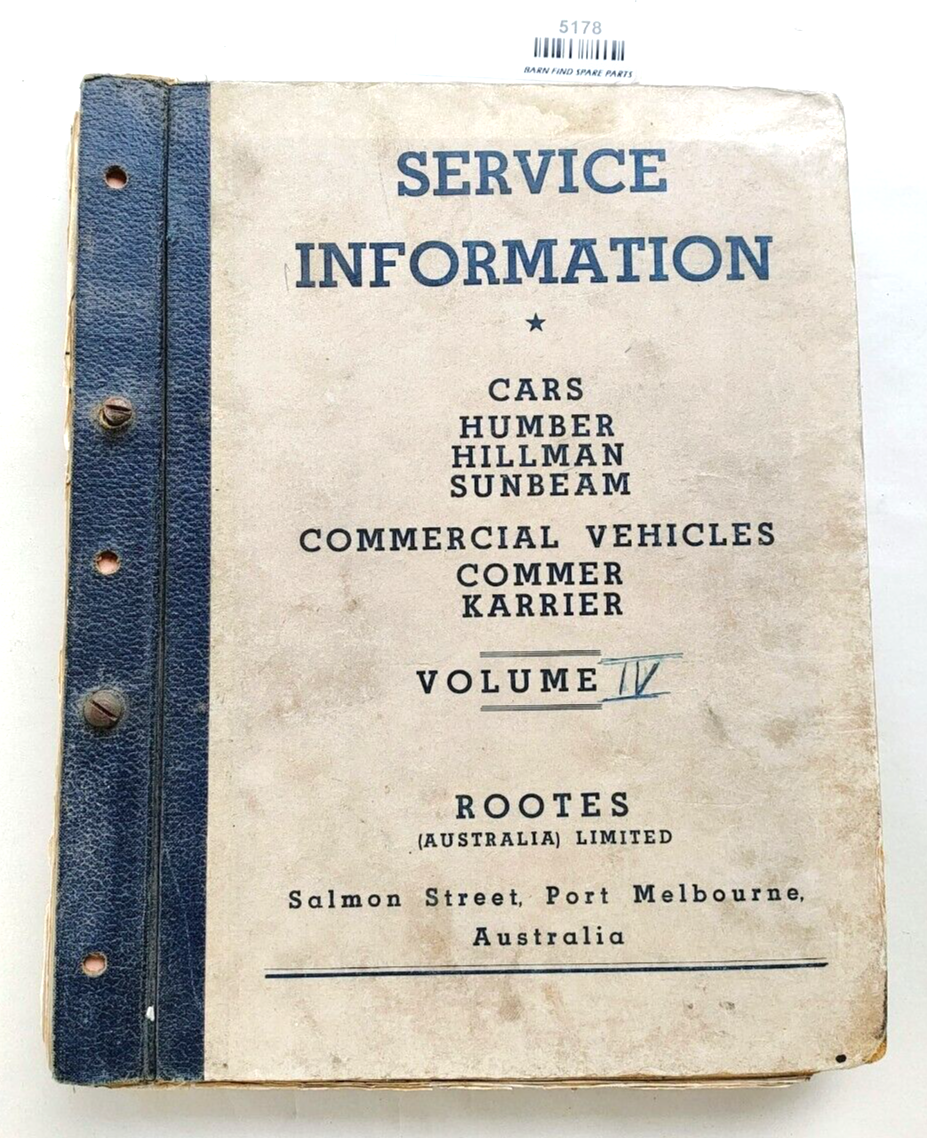 5178
BARN FIND SPARE PARTS
SERVICE
INFORMATION
★
CARS
HUMBER
HILLMAN
SUNBEAM
COMMERCIAL VEHICLES
COMMER
KARRIER
VOLUME IV
ROOTES
(AUSTRALIA) LIMITED
Salmon Street, Port Melbourne,
Australia